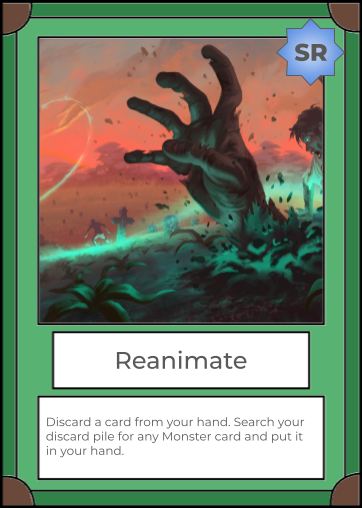 SR
Reanimate
Discard a card from your hand. Search your
discard pile for any Monster card and put it
in your hand.